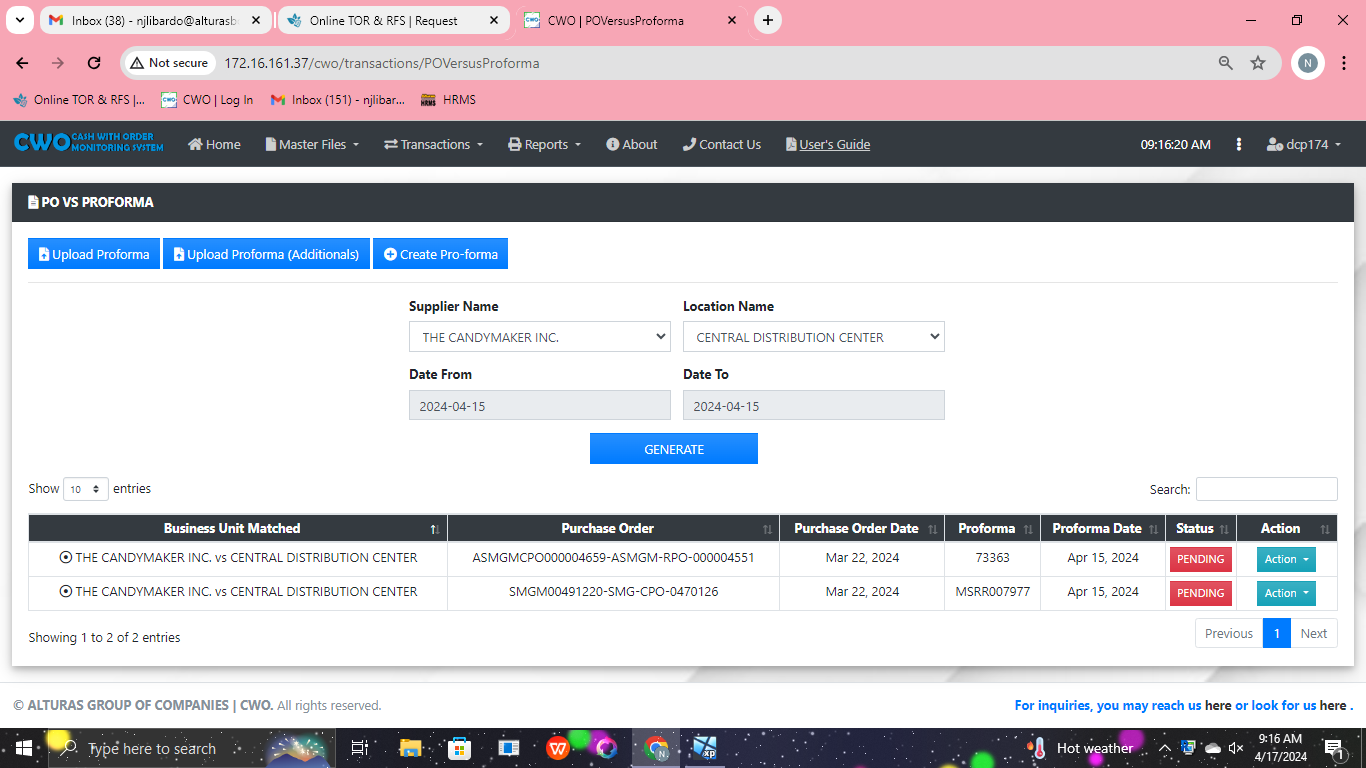 Inbox (38) - njlibardo@alturasb
Online TOR & RFS | Request
CWO | POVersusProforma
Not secure
172.16.161.37/cwo/transactions/POVersusProforma
N
Online TOR & RFS |...
CWO | Log In
Inbox (151) - njlibar...
HRMS
CWO CASH WITH ORDER
MONITORING SYSTEM
Home
Master Files
Transactions
Reports
About
Contact Us
User's Guide
09:16:20 AM
dcp174
PO VS PROFORMA
Upload Proforma
Upload Proforma (Additionals)
Create Pro-forma
Supplier Name
Location Name
THE CANDYMAKER INC.
CENTRAL DISTRIBUTION CENTER
Date From
Date To
2024-04-15
2024-04-15
GENERATE
Show 10 entries
Search:
Business Unit Matched Purchase Order Purchase Order Date Proforma Proforma Date Status Action
THE CANDYMAKER INC. vs CENTRAL DISTRIBUTION CENTER ASMGMCPO000004659-ASMGM-RPO-000004551 Mar 22, 2024 73363 Apr 15, 2024 PENDING Action
THE CANDYMAKER INC. vs CENTRAL DISTRIBUTION CENTER SMGM00491220-SMG-CPO-0470126 Mar 22, 2024 MSRR007977 Apr 15, 2024 PENDING Action
Showing 1 to 2 of 2 entries
Previous 1 Next
© ALTURAS GROUP OF COMPANIES | CWO. All rights reserved.
For inquiries, you may reach us here or look for us here .
Type here to search
Hot weather
9:16 AM
4/17/2024
1